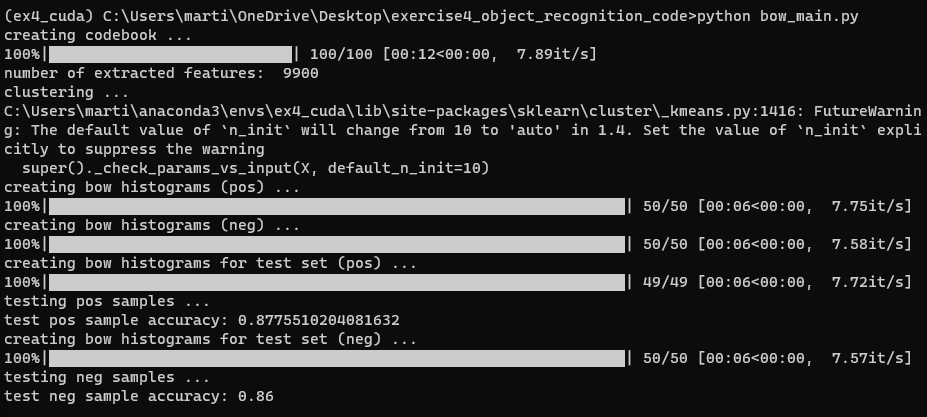 (ex4_cuda) C:\Users\marti\OneDrive\Desktop\exercise4_object_recognition_code>python bow_main.py
creating codebook ...
100%|                           | 100/100 [00:12<00:00,  7.89it/s]
number of extracted features:  9900
clustering ...
C:\Users\marti\anaconda3\envs\ex4_cuda\lib\site-packages\sklearn\cluster\_kmeans.py:1416: FutureWarnin
g: The default value of `n_init` will change from 10 to 'auto' in 1.4. Set the value of `n_init` expli
citly to suppress the warning
  super()._check_params_vs_input(X, default_n_init=10)
creating bow histograms (pos) ...
100%|                                                                | 50/50 [00:06<00:00,  7.75it/s]
creating bow histograms (neg) ...
100%|                                                                | 50/50 [00:06<00:00,  7.58it/s]
creating bow histograms for test set (pos) ...
100%|                                                                | 49/49 [00:06<00:00,  7.72it/s]
testing pos samples ...
test pos sample accuracy: 0.8775510204081632
creating bow histograms for test set (neg) ...
100%|                                                                | 50/50 [00:06<00:00,  7.57it/s]
testing neg samples ...
test neg sample accuracy: 0.86